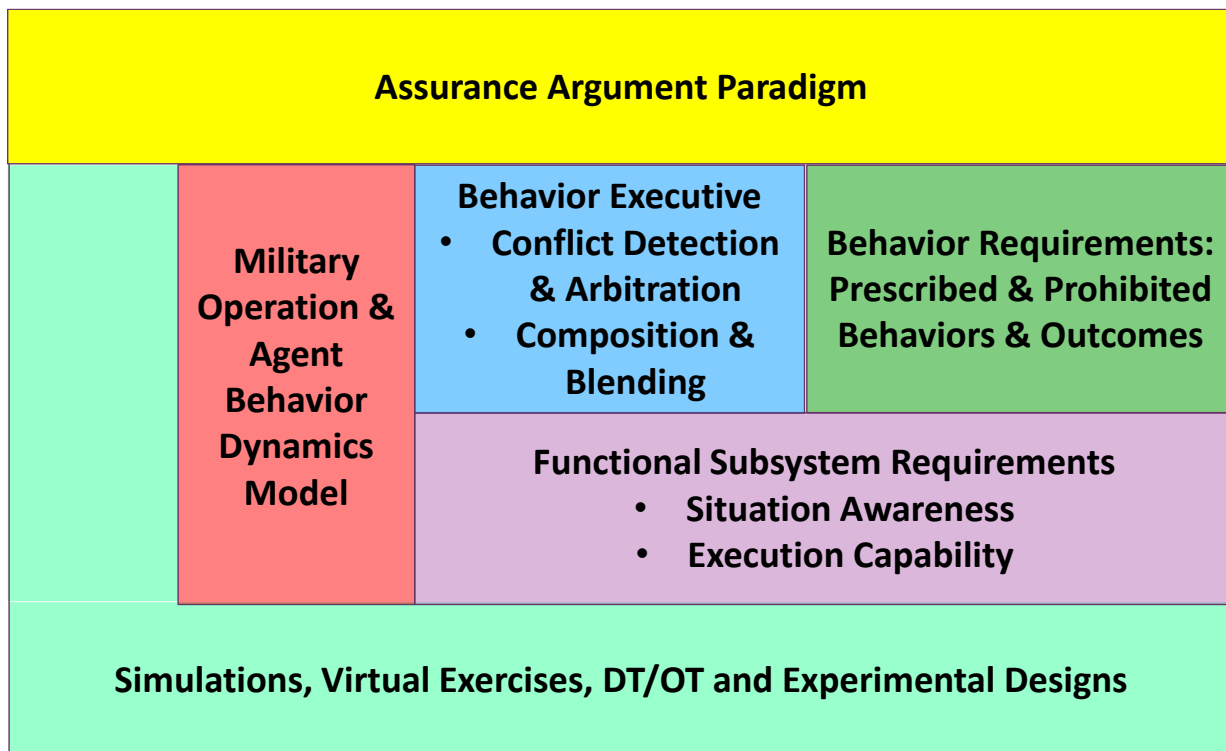 Assurance Argument Paradigm
Military
Operation &
Agent
Behavior
Dynamics
Model
Behavior Executive
• Conflict Detection
& Arbitration
• Composition &
Blending
Behavior Requirements:
Prescribed & Prohibited
Behaviors & Outcomes
Functional Subsystem Requirements
• Situation Awareness
• Execution Capability
Simulations, Virtual Exercises, DT/OT and Experimental Designs